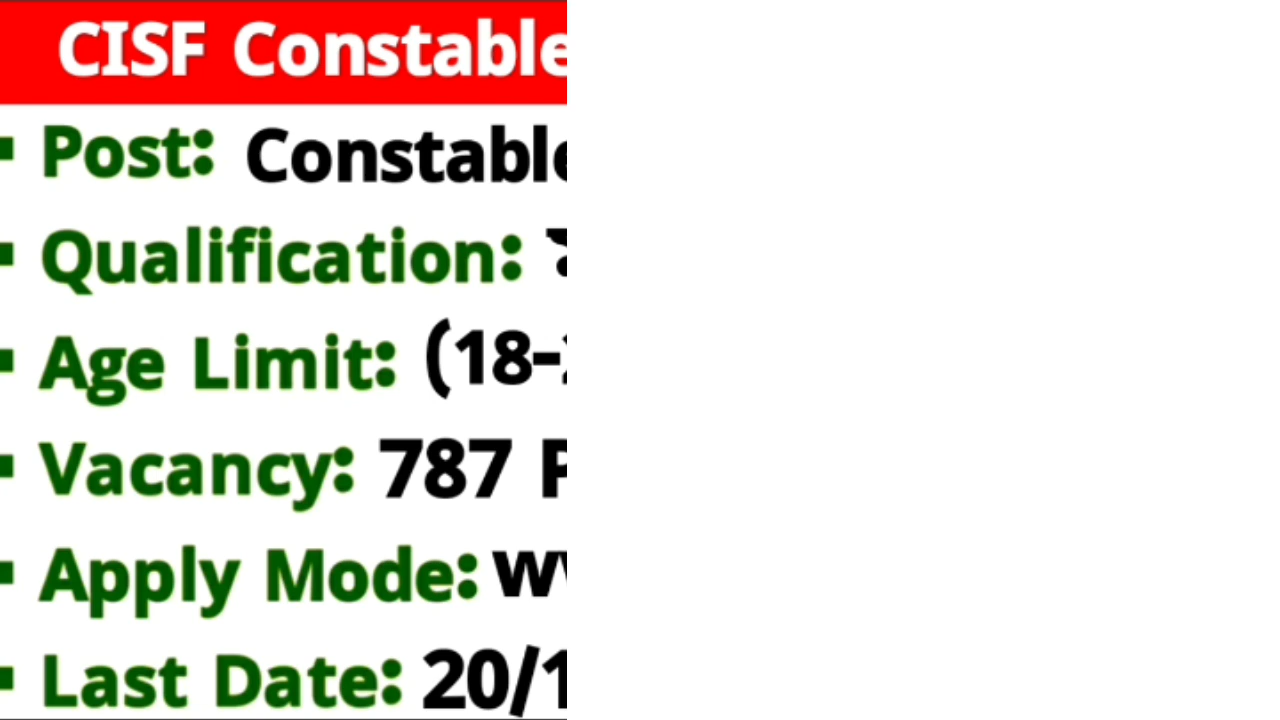 CISF Constable
▪ Post: Constable
▪ Qualification:
▪ Age Limit: (18-
▪ Vacancy: 787 P
▪ Apply Mode:
▪ Last Date: 20/1